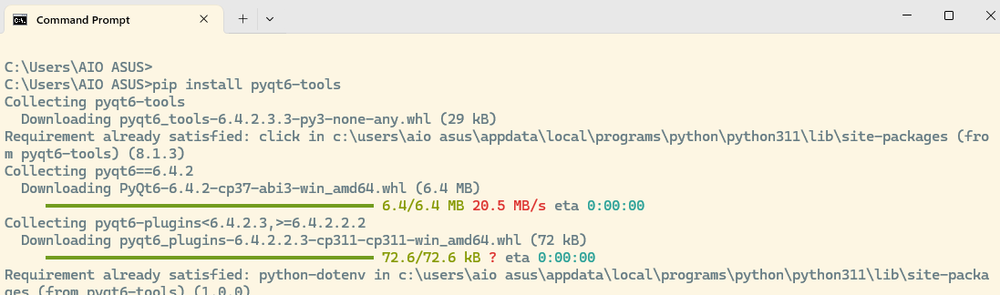 Command Prompt
C:\Users\AIO ASUS>
C:\Users\AIO ASUS>pip install pyqt6-tools
Collecting pyqt6-tools
  Downloading pyqt6_tools-6.4.2.3.3-py3-none-any.whl (29 kB)
Requirement already satisfied: click in c:\users\aio asus\appdata\local\programs\python\python311\lib\site-packages (fro
m pyqt6-tools) (8.1.3)
Collecting pyqt6==6.4.2
  Downloading PyQt6-6.4.2-cp37-abi3-win_amd64.whl (6.4 MB)
6.4/6.4 MB 20.5 MB/s eta 0:00:00
Collecting pyqt6-plugins<6.4.2.3,>=6.4.2.2.2
  Downloading pyqt6_plugins-6.4.2.2.3-cp311-cp311-win_amd64.whl (72 kB)
72.6/72.6 kB ? eta 0:00:00
Requirement already satisfied: python-dotenv in c:\users\aio asus\appdata\local\programs\python\python311\lib\site-packa
ges (from pyqt6-tools) (1.0.0)